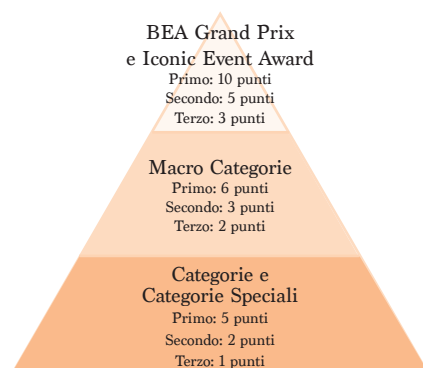 BEA Grand Prix
e Iconic Event Award
Primo: 10 punti
Secondo: 5 punti
Terzo: 3 punti
Macro Categorie
Primo: 6 punti
Secondo: 3 punti
Terzo: 2 punti
Categorie e
Categorie Speciali
Primo: 5 punti
Secondo: 2 punti
Terzo: 1 punti